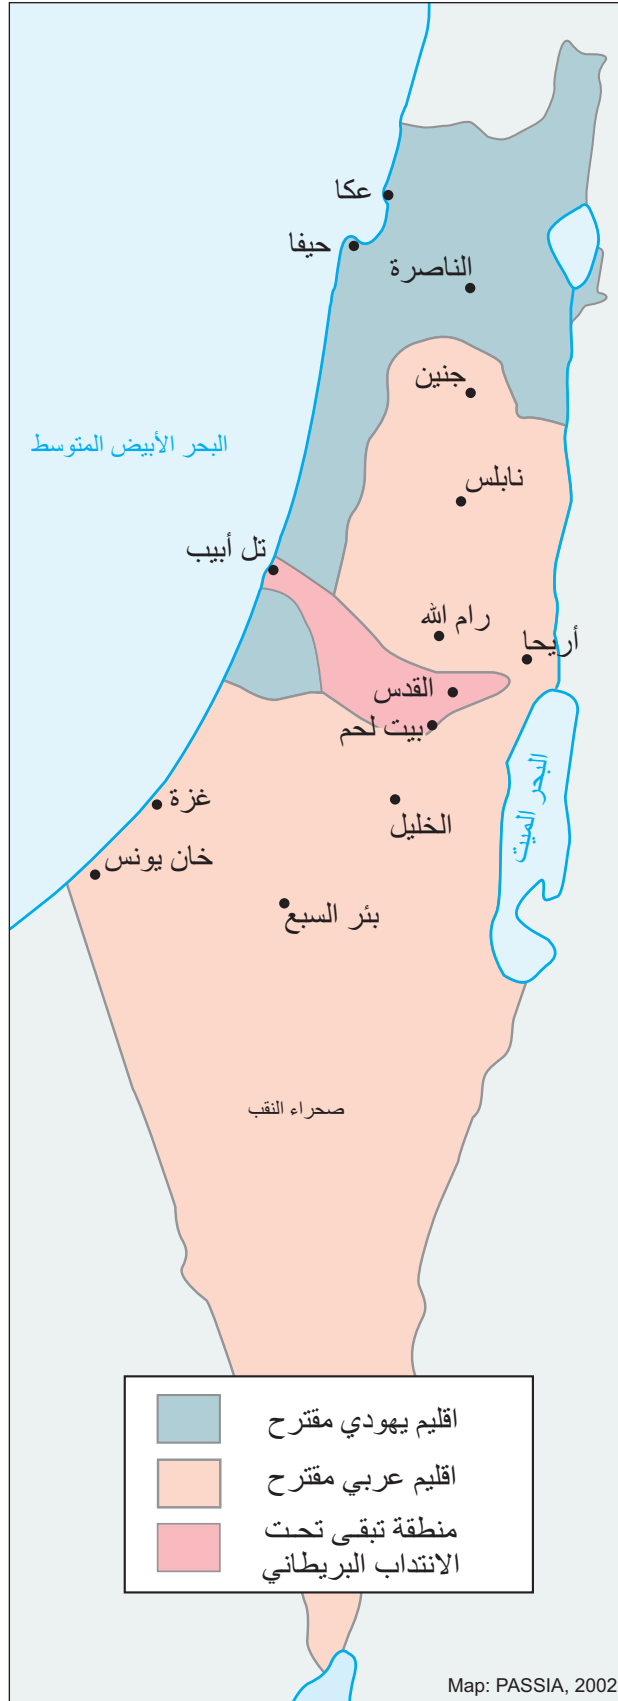 عكا
حيفا
الناصرة
جنين
البحر الأبيض المتوسط
نابلس
تل أبيب
رام الله
أريحا
القدس
بيت لحم
البحر الميت
غزة
الخليل
خان يونس
بئر السبع
صحراء النقب
اقليم يهودي مقترح
اقليم عربي مقترح
منطقة تبقى تحت
الانتداب البريطاني
Map: PASSIA, 2002